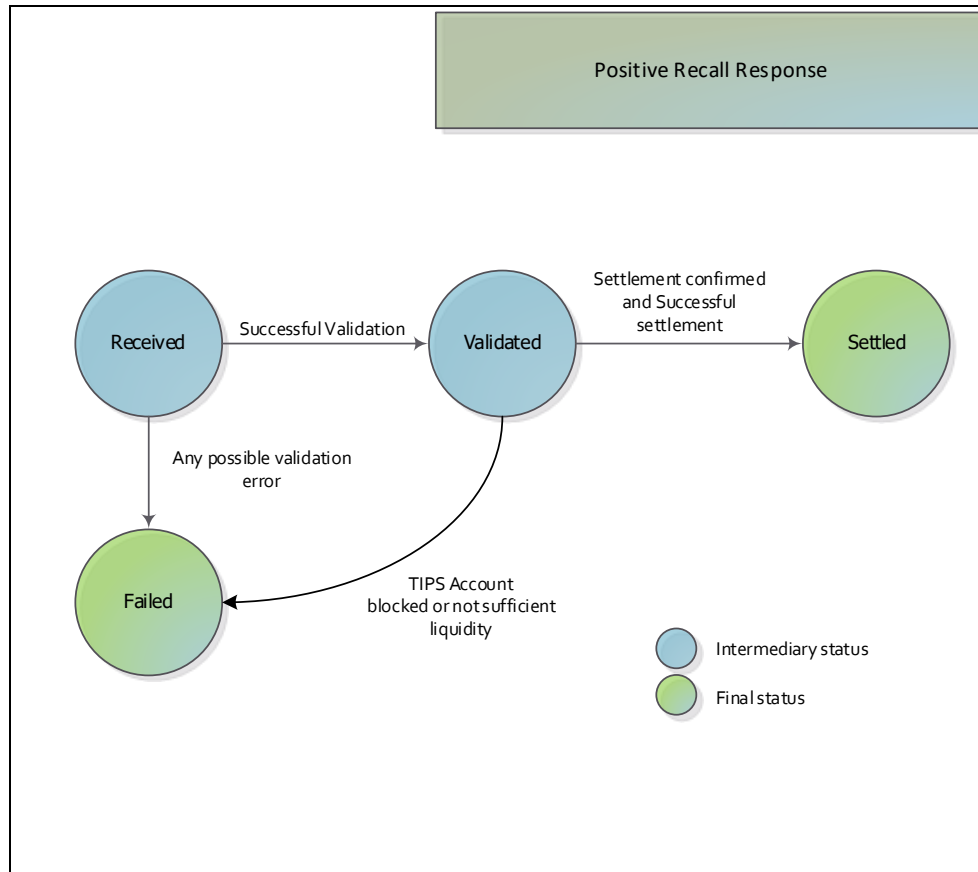 Positive Recall Response
Settlement confirmed
and Successful
settlement
Received
Successful Validation
Validated
Settled
Any possible validation
error
Failed
TIPS Account
blocked or not sufficient
liquidity
Intermediary status
Final status